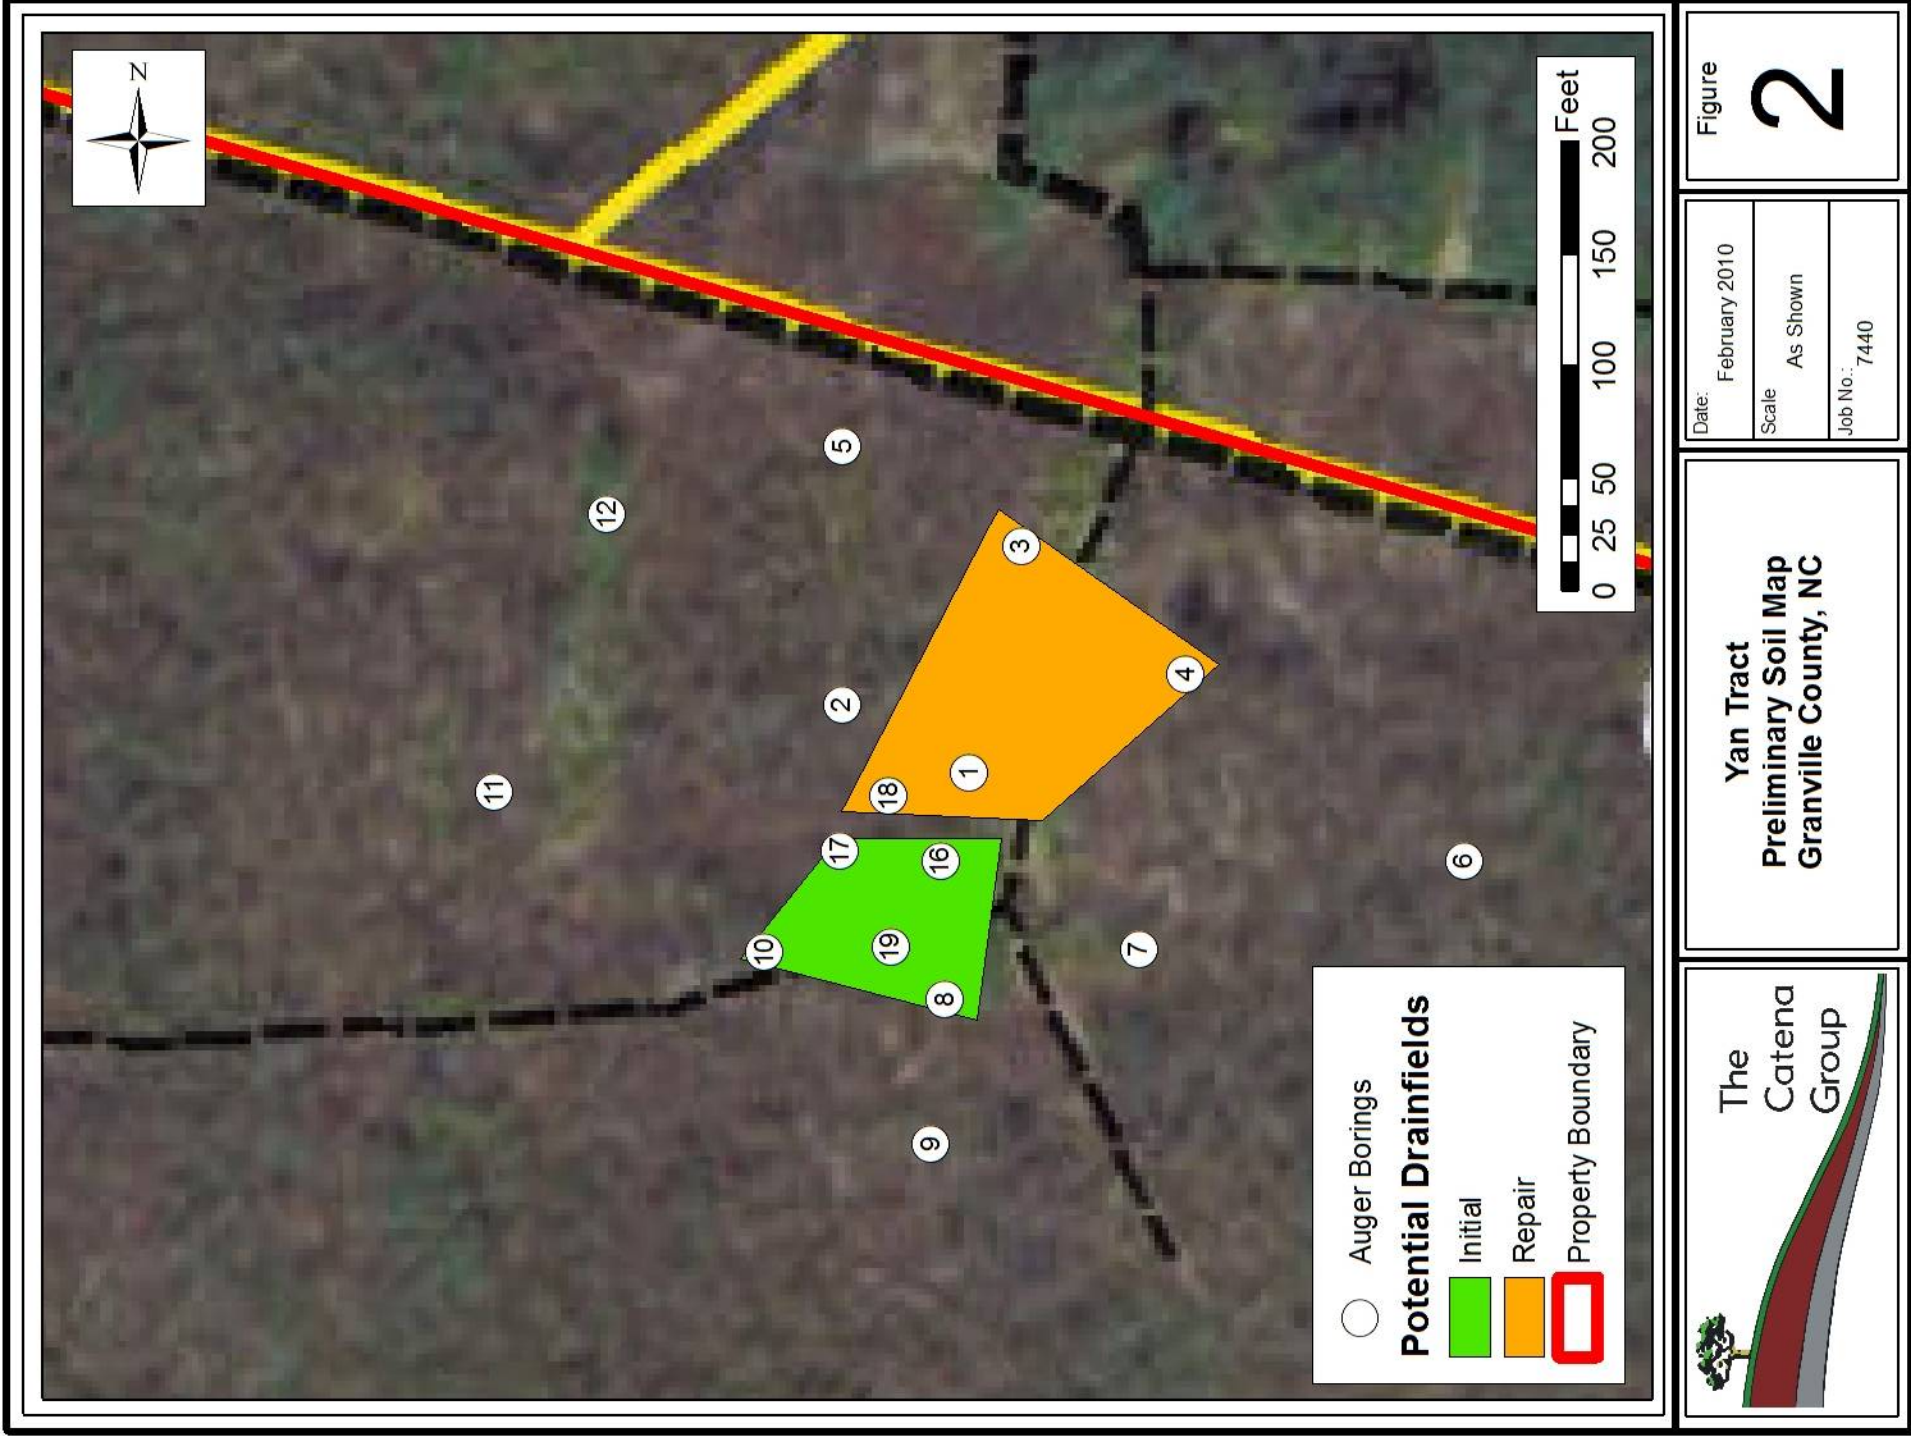 N
11
12
10
17
2
5
18
19
9
16
8
1
3
7
4
6
Auger Borings
Potential Drainfields
Initial
Repair
Property Boundary
Feet
0 25 50 100 150 200
The
Catena
Group
Yan Tract
Preliminary Soil Map
Granville County, NC
Date:
February 2010
Scale
As Shown
Job No.:
7440
Figure
2